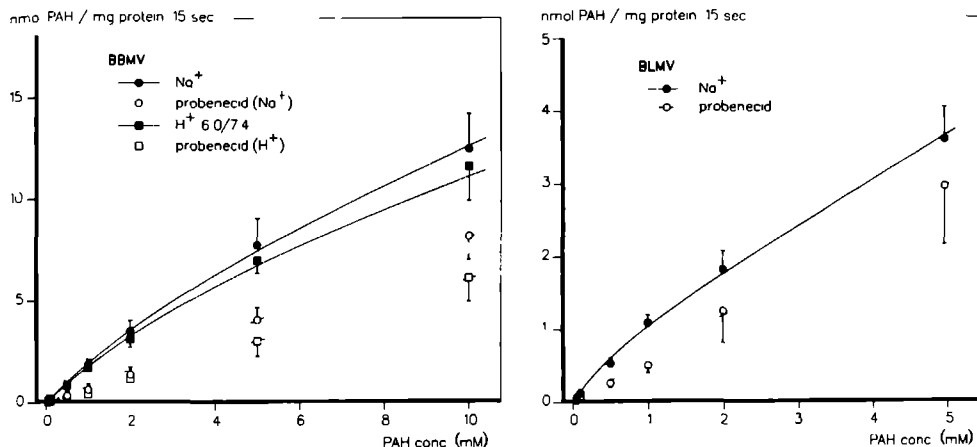 nmol PAH / mg protein 15 sec
BBMV
Na+
probenecid (Na+)
H+ 6 0/7 4
probenecid (H+)
15
10
5
0
0 2 4 6 8 10
PAH conc (mM)
nmol PAH / mg protein 15 sec
BLMV
Na+
probenecid
5
4
3
2
1
0
0 1 2 3 4 5
PAH conc (mM)